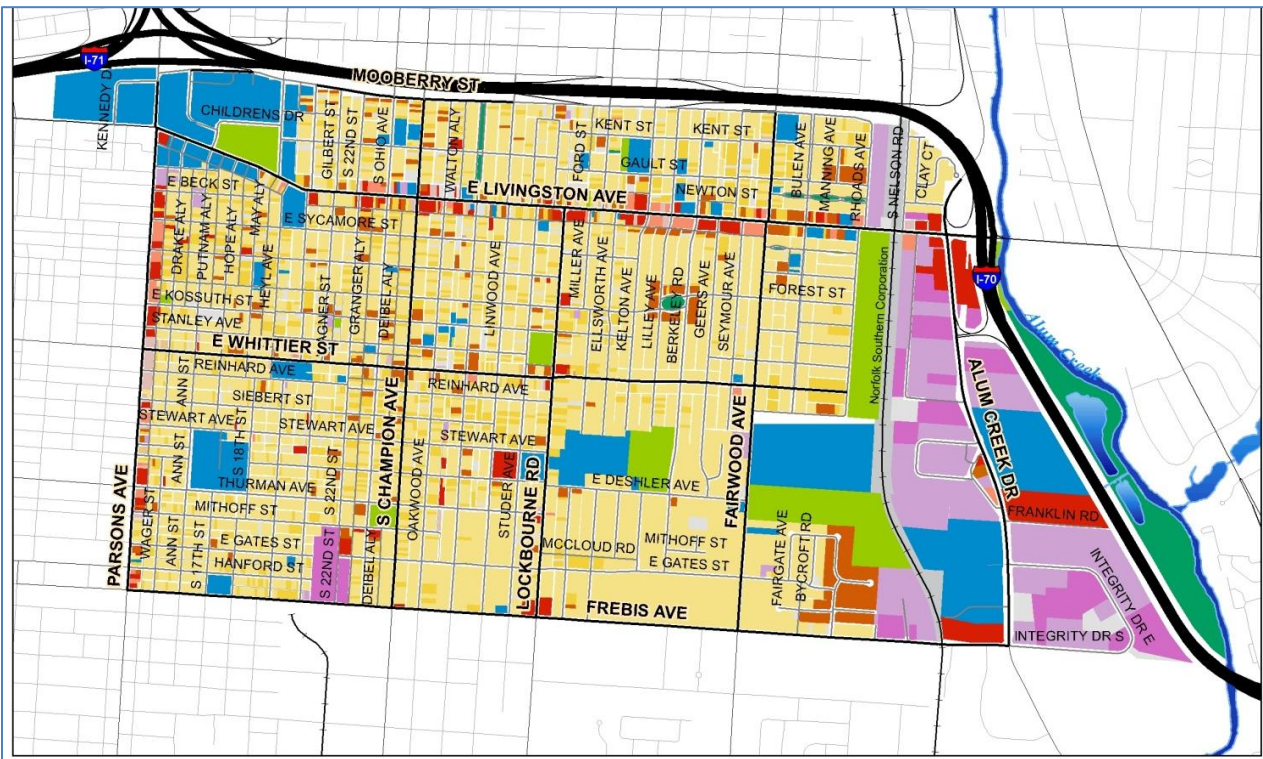 I-71
MOOBERRY ST
KENNEDY D
CHILDRENS DR
GILBERT ST
S 22ND ST
S OHIO AVE
WALTON ALY
FORD ST
KENT ST
KENT ST
GAULT ST
NEWTON ST
BULEN AVE
MANNING AVE
RHOADS AVE
S NELSON RD
CLAY CT
E LIVINGSTON AVE
E BECK ST
E SYCAMORE ST
DRAKE ALY
PUTNAM ALY
HOPE ALY
MAY ALY
HEYL AVE
GNER ST
GRANGER ALY
DEIBEL ALY
LINWOOD AVE
MILLER AVE
ELLSWORTH AVE
KELTON AVE
LILLEY AVE
BERKELEY RD
GEERS AVE
SEYMOUR AVE
FOREST ST
Norfolk Southern Corporation
I-70
Alum Creek
E KOSSUTH ST
STANLEY AVE
E WHITTIER ST
REINHARD AVE
REINHARD AVE
ANN ST
SIEBERT ST
STEWART AVE
STEWART AVE
STEWART AVE
S 18TH ST
ANN ST
S 22ND ST
S CHAMPION AVE
OAKWOOD AVE
STUDER AVE
LOCKBOURNE RD
E DESHLER AVE
FAIRWOOD AVE
ALUM CREEK DR
THURMAN AVE
MITHOFF ST
MITHOFF ST
PARSONS AVE
WAGER ST
ANN ST
S 17TH ST
E GATES ST
E GATES ST
HANFORD ST
S 22ND ST
DEIBEL ALY
MCCLOUD RD
FAIRGATE AVE
BYCROFT RD
FRANKLIN RD
INTEGRITY DR E
INTEGRITY DR S
FREBIS AVE